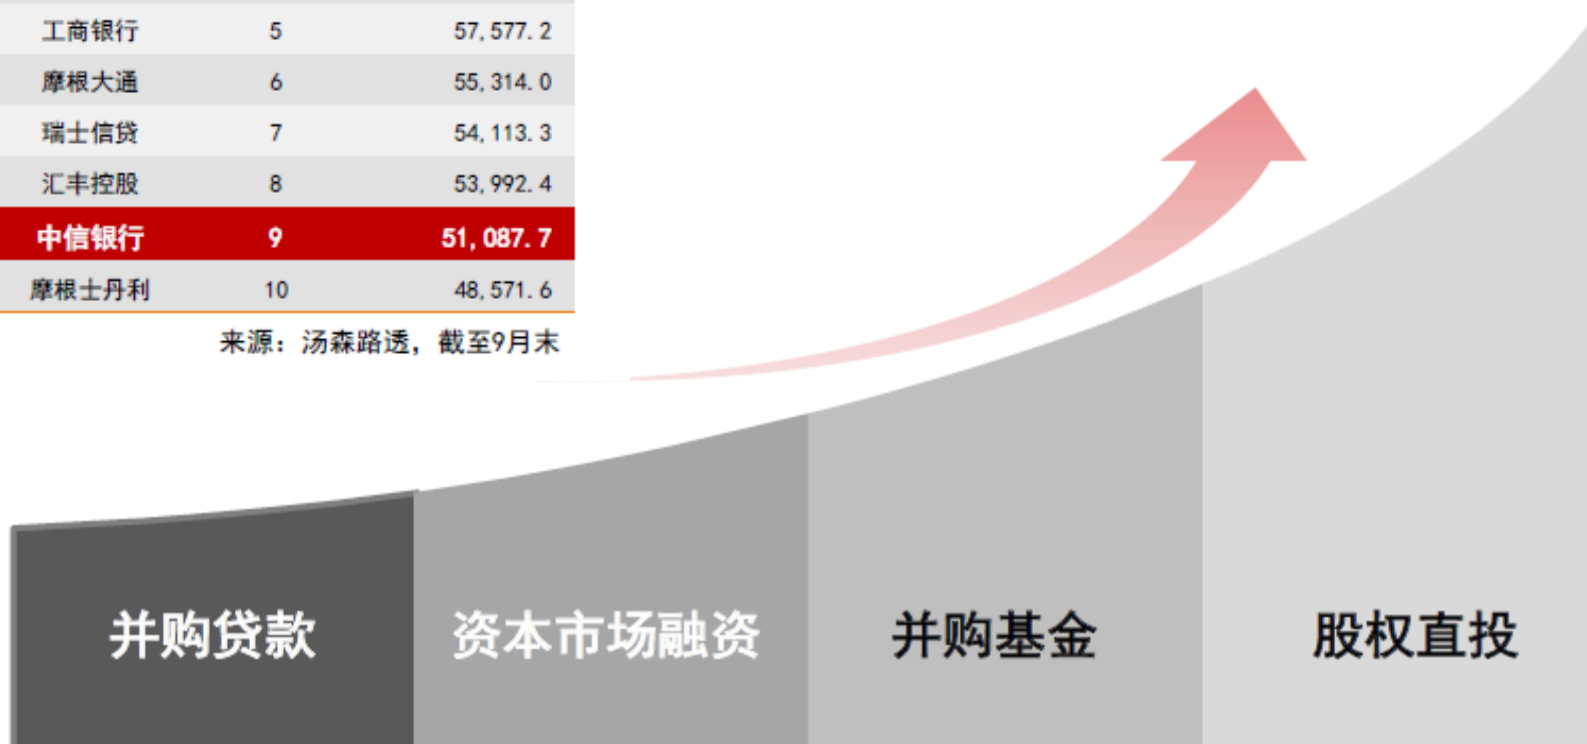 工商银行 5 57,577.2
摩根大通 6 55,314.0
瑞士信贷 7 54,113.3
汇丰控股 8 53,992.4
中信银行 9 51,087.7
摩根士丹利 10 48,571.6
来源：汤森路透，截至9月末
并购贷款 资本市场融资 并购基金 股权直投